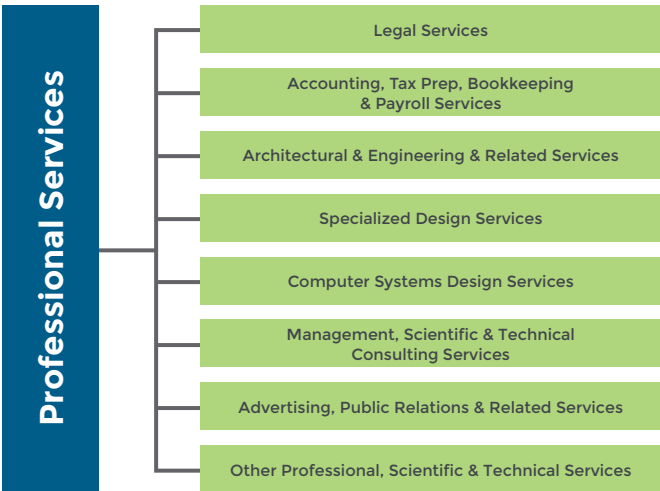 Professional Services
Legal Services
Accounting, Tax Prep, Bookkeeping
& Payroll Services
Architectural & Engineering & Related Services
Specialized Design Services
Computer Systems Design Services
Management, Scientific & Technical
Consulting Services
Advertising, Public Relations & Related Services
Other Professional, Scientific & Technical Services